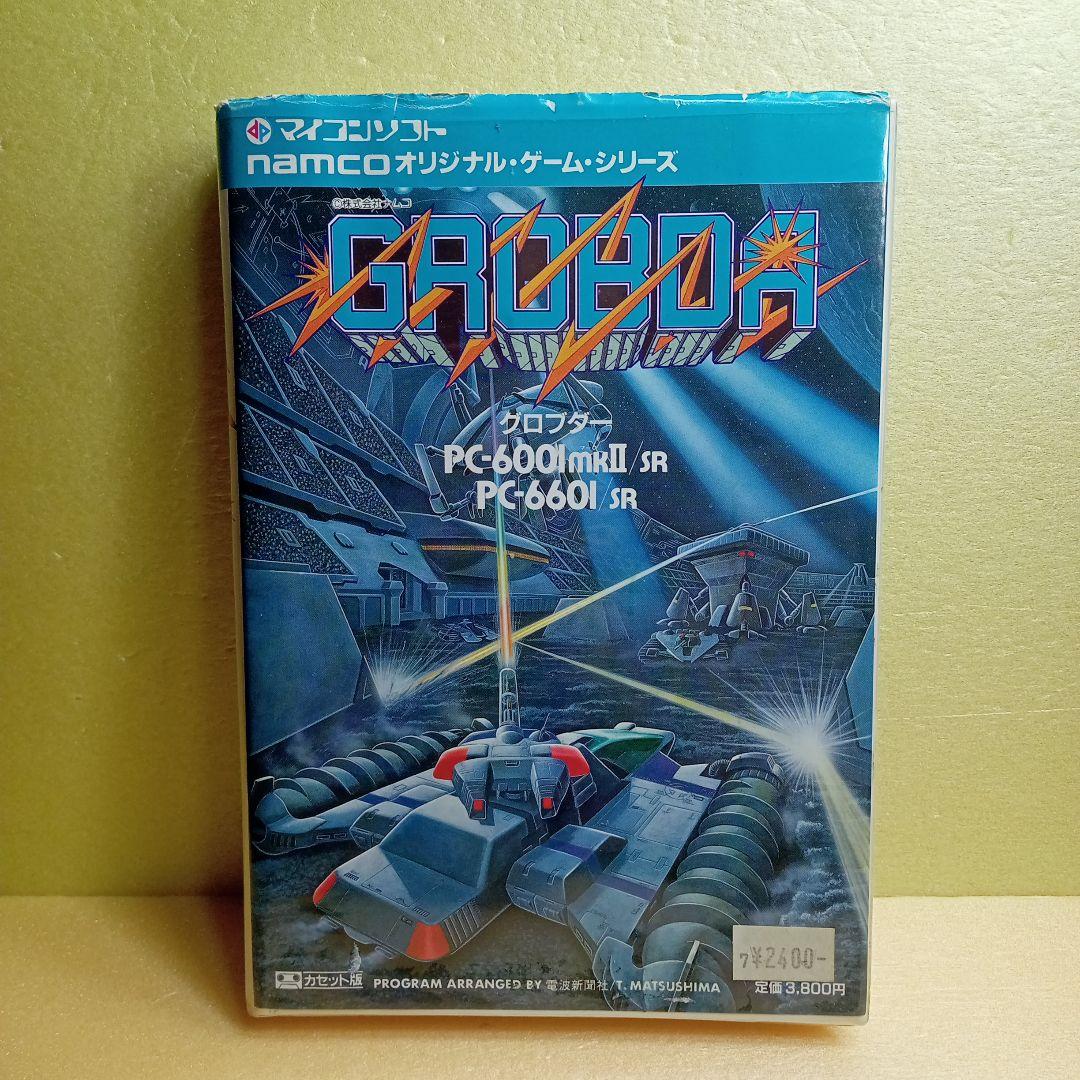 マイコンソフト
namcoオリジナル・ゲーム・シリーズ
©株式会社ナムコ
GROBDA
グロブダー
PC-6001mkII/SR
PC-6601/SR
7¥2400-
カセット版 PROGRAM ARRANGED BY 電波新聞社/T. MATSUSHIMA 定価3,800円